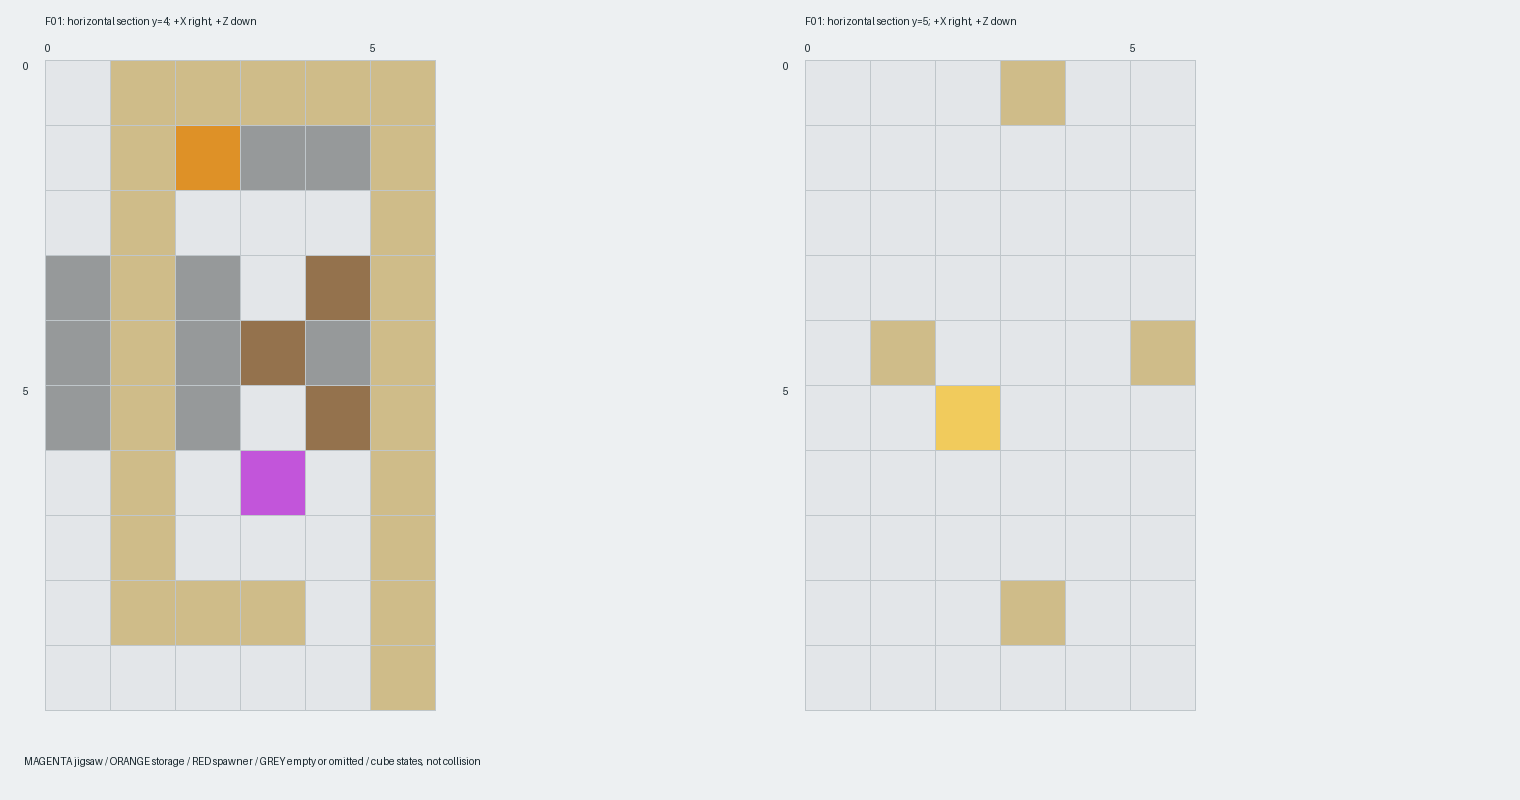 F01: horizontal section y=4; +X right, +Z down
F01: horizontal section y=5; +X right, +Z down
0 5
0 5
0
0
5
5
MAGENTA jigsaw / ORANGE storage / RED spawner / GREY empty or omitted / cube states, not collision